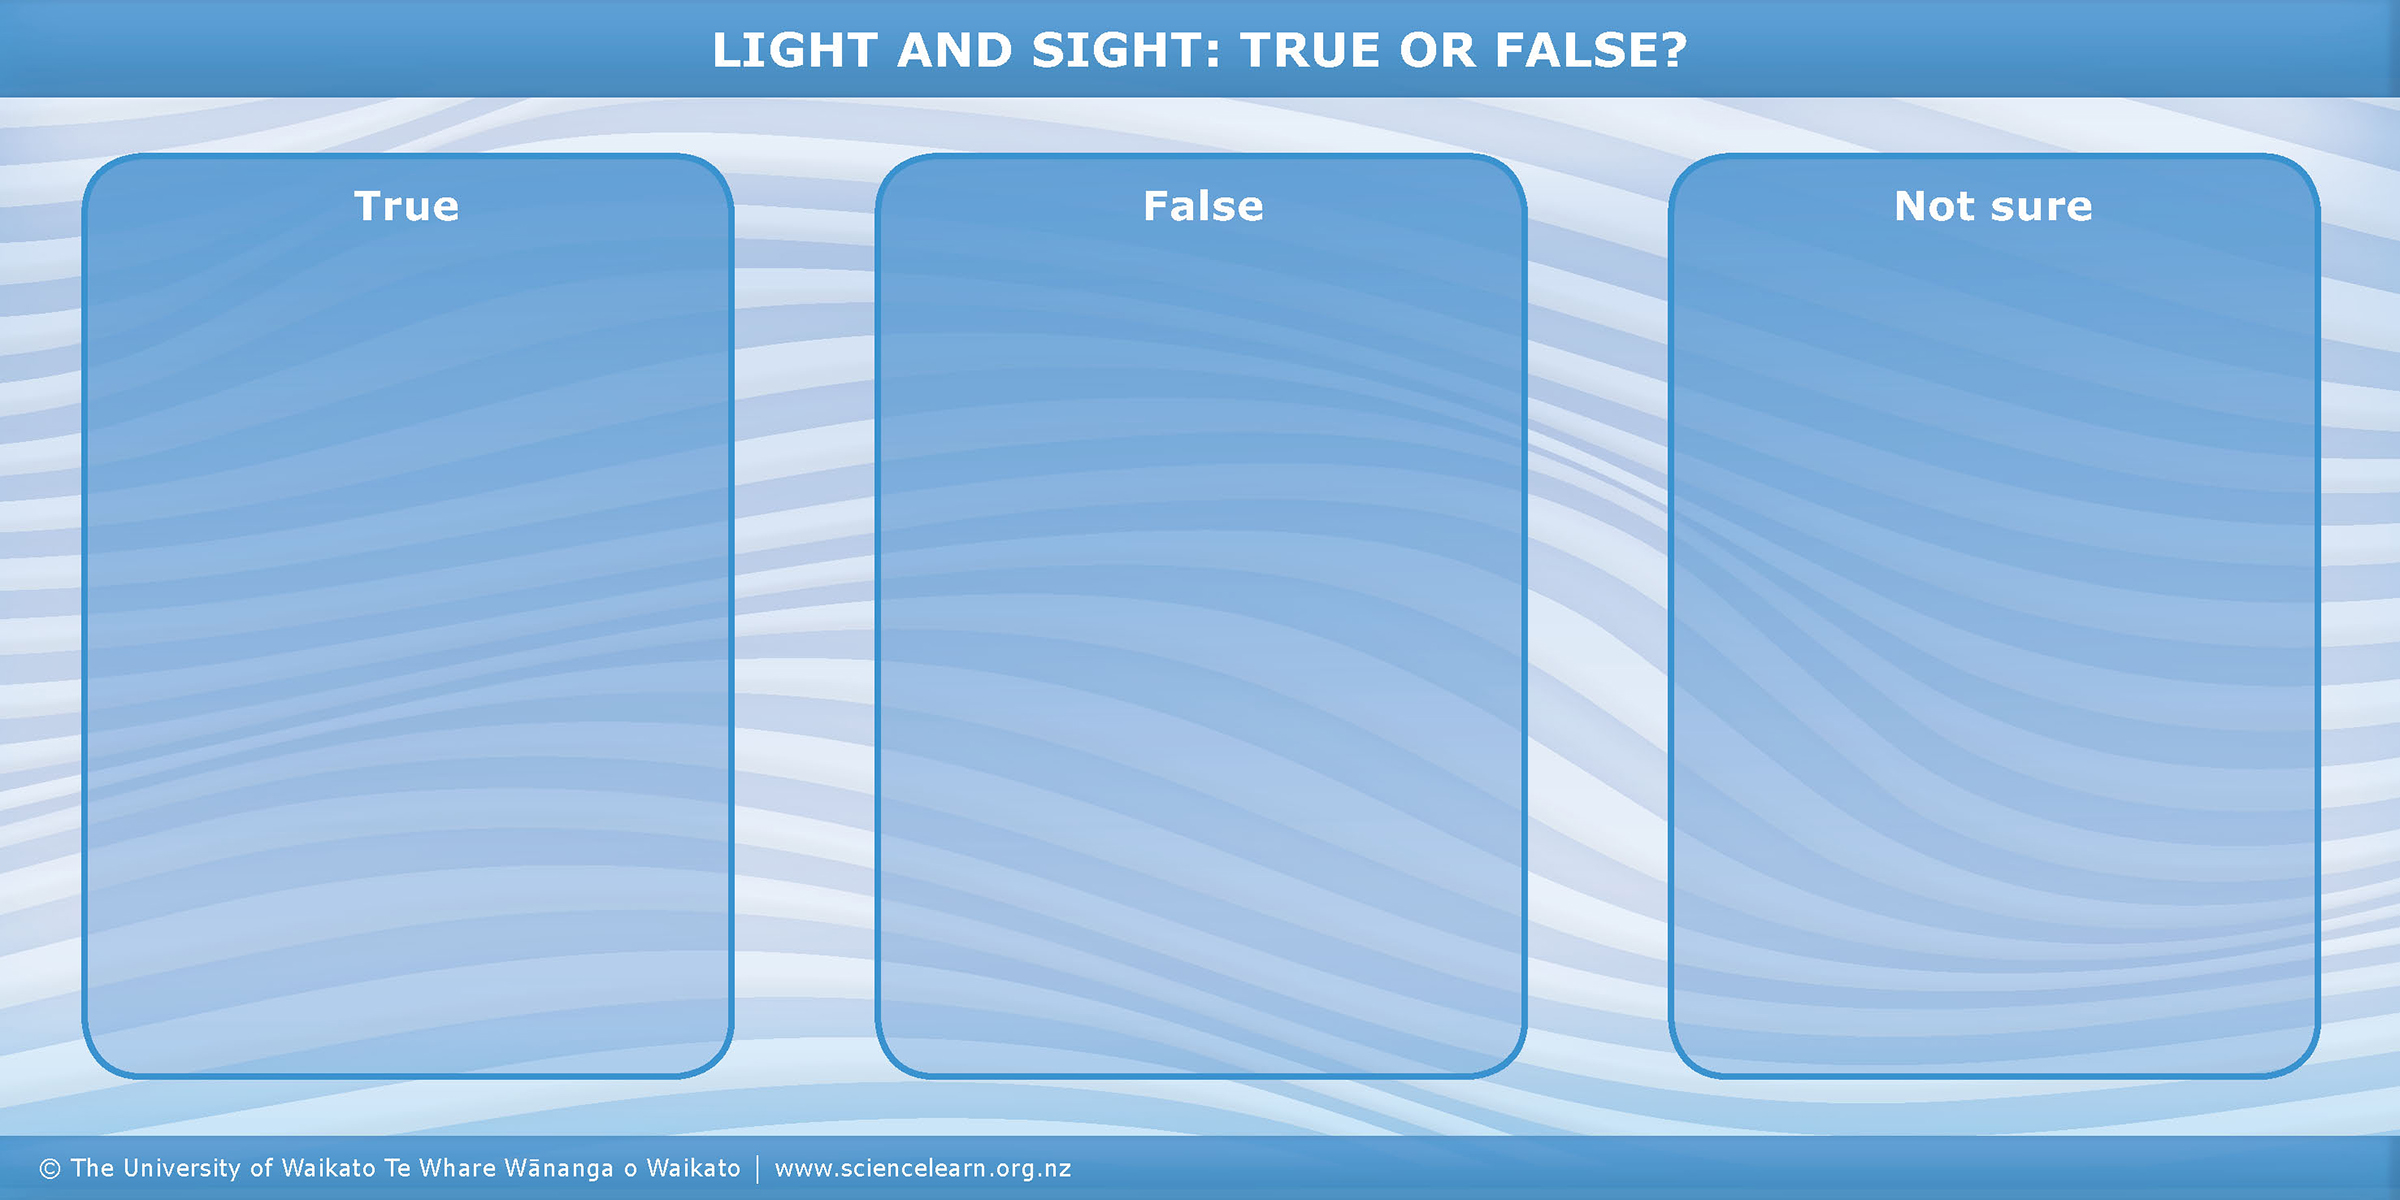 LIGHT AND SIGHT: TRUE OR FALSE?
True
False
Not sure
© The University of Waikato Te Whare Wānanga o Waikato | www.sciencelearn.org.nz